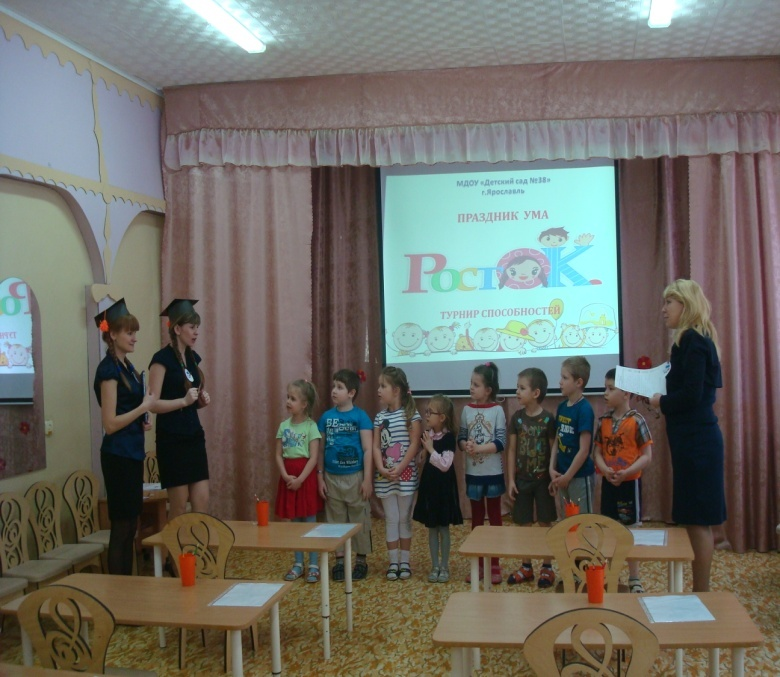 МДОУ «Детский сад №38»
г.Ярославль
ПРАЗДНИК УМА
РОСТОК
ТУРНИР СПОСОБНОСТЕЙ